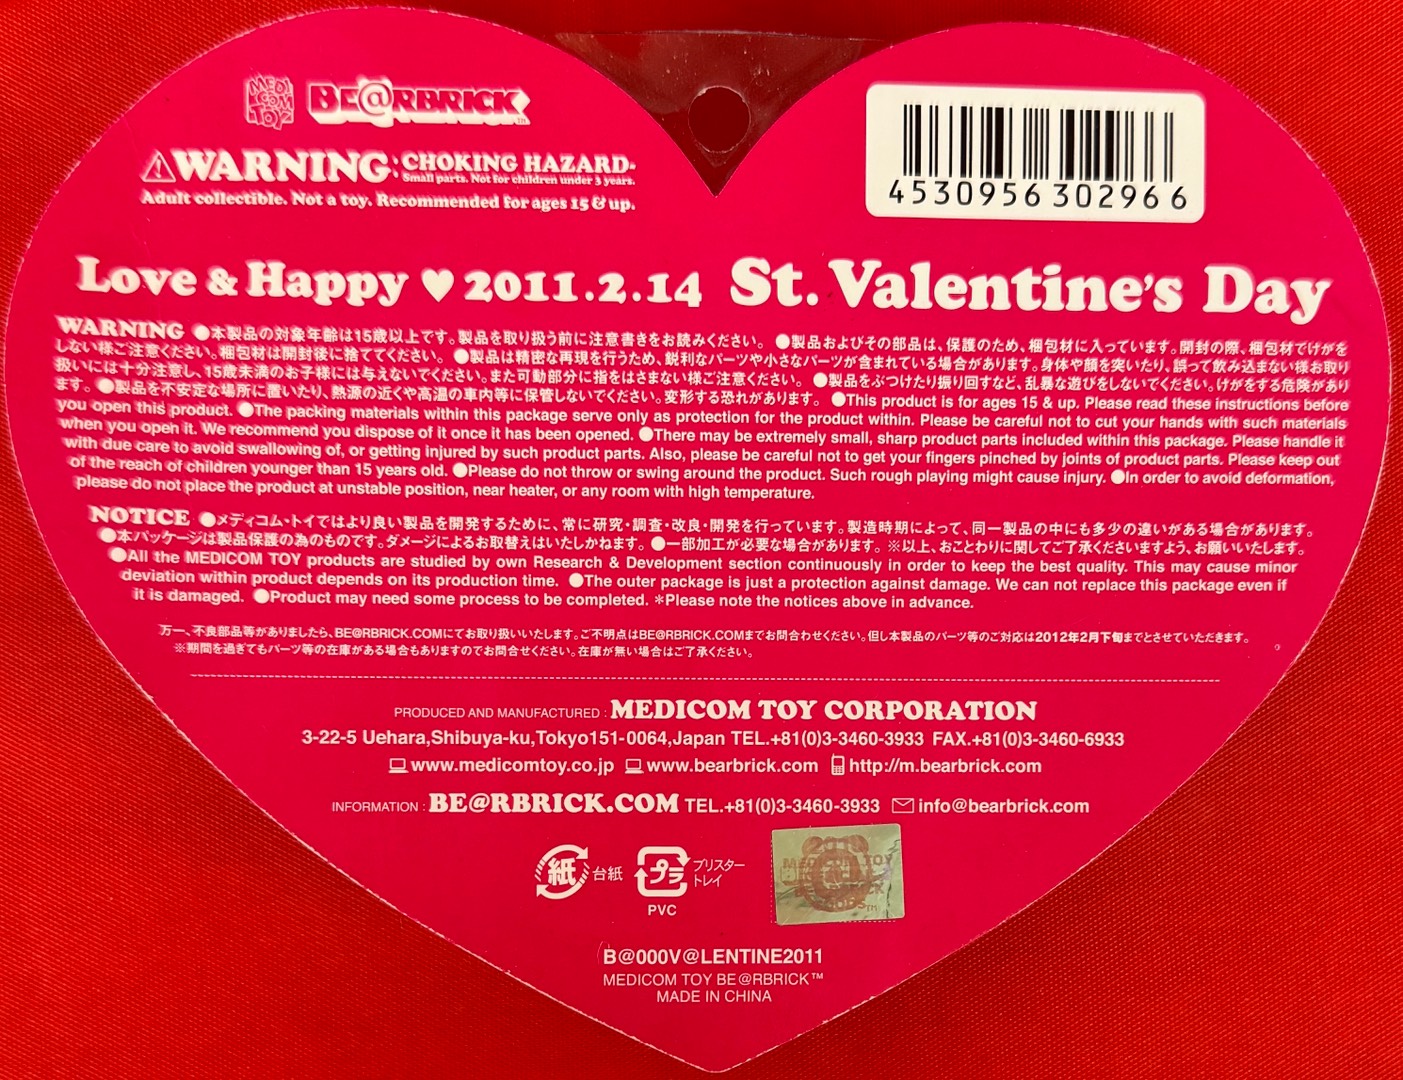 MEDI
COM
TOY
BE@RBRICK TM
WARNING: CHOKING HAZARD-
Small parts. Not for children under 3 years.
Adult collectible. Not a toy. Recommended for ages 15 & up.
4530956302966
Love & Happy ♥ 2011.2.14 St. Valentine's Day
WARNING ●本製品の対象年齢は15歳以上です。製品を取り扱う前に注意書きをお読みください。 ●製品およびその部品は、保護のため、梱包材に入っています。開封の際、梱包材でけがを
しない様ご注意ください。梱包材は開封後に捨ててください。 ●製品は精密な再現を行うため、鋭利なパーツや小さなパーツが含まれている場合があります。身体や顔を突いたり、誤って飲み込まない様お取り
扱いには十分注意し、15歳未満のお子様には与えないでください。また可動部分に指をはさまない様ご注意ください。 ●製品をぶつけたり振り回すなど、乱暴な遊びをしないでください。けがをする危険があり
ます。 ●製品を不安定な場所に置いたり、熱源の近くや高温の車内等に保管しないでください。変形する恐れがあります。 ●This product is for ages 15 & up. Please read these instructions before
you open this product. ●The packing materials within this package serve only as protection for the product within. Please be careful not to cut your hands with such materials
when you open it. We recommend you dispose of it once it has been opened. ●There may be extremely small, sharp product parts included within this package. Please handle it
with due care to avoid swallowing of, or getting injured by such product parts. Also, please be careful not to get your fingers pinched by joints of product parts. Please keep out
of the reach of children younger than 15 years old. ●Please do not throw or swing around the product. Such rough playing might cause injury. ●In order to avoid deformation,
please do not place the product at unstable position, near heater, or any room with high temperature.
NOTICE ●メディコム・トイではより良い製品を開発するために、常に研究・調査・改良・開発を行っています。製造時期によって、同一製品の中にも多少の違いがある場合があります。
●本パッケージは製品保護の為のものです。ダメージによるお取替えはいたしかねます。 ●一部加工が必要な場合があります。 ※以上、おことわりに関してご了承くださいますよう、お願いいたします。
●All the MEDICOM TOY products are studied by own Research & Development section continuously in order to keep the best quality. This may cause minor
deviation within product depends on its production time. ●The outer package is just a protection against damage. We can not replace this package even if
it is damaged. ●Product may need some process to be completed. *Please note the notices above in advance.
万一、不良部品等がありましたら、BE@RBRICK.COMにてお取り扱いいたします。ご不明点はBE@RBRICK.COMまでお問合わせください。但し本製品のパーツ等のご対応は2012年2月下旬までとさせていただきます。
※期間を過ぎてもパーツ等の在庫がある場合もありますのでお問合せください。在庫が無い場合はご了承ください。
PRODUCED AND MANUFACTURED : MEDICOM TOY CORPORATION
3-22-5 Uehara,Shibuya-ku,Tokyo151-0064,Japan TEL.+81(0)3-3460-3933 FAX.+81(0)3-3460-6933
www.medicomtoy.co.jp www.bearbrick.com http://m.bearbrick.com
INFORMATION : BE@RBRICK.COM TEL.+81(0)3-3460-3933 info@bearbrick.com
紙 台紙 プラ ブリスター
トレイ
PVC
MEDICOM TOY
B@000V@LENTINE2011
MEDICOM TOY BE@RBRICK™
MADE IN CHINA